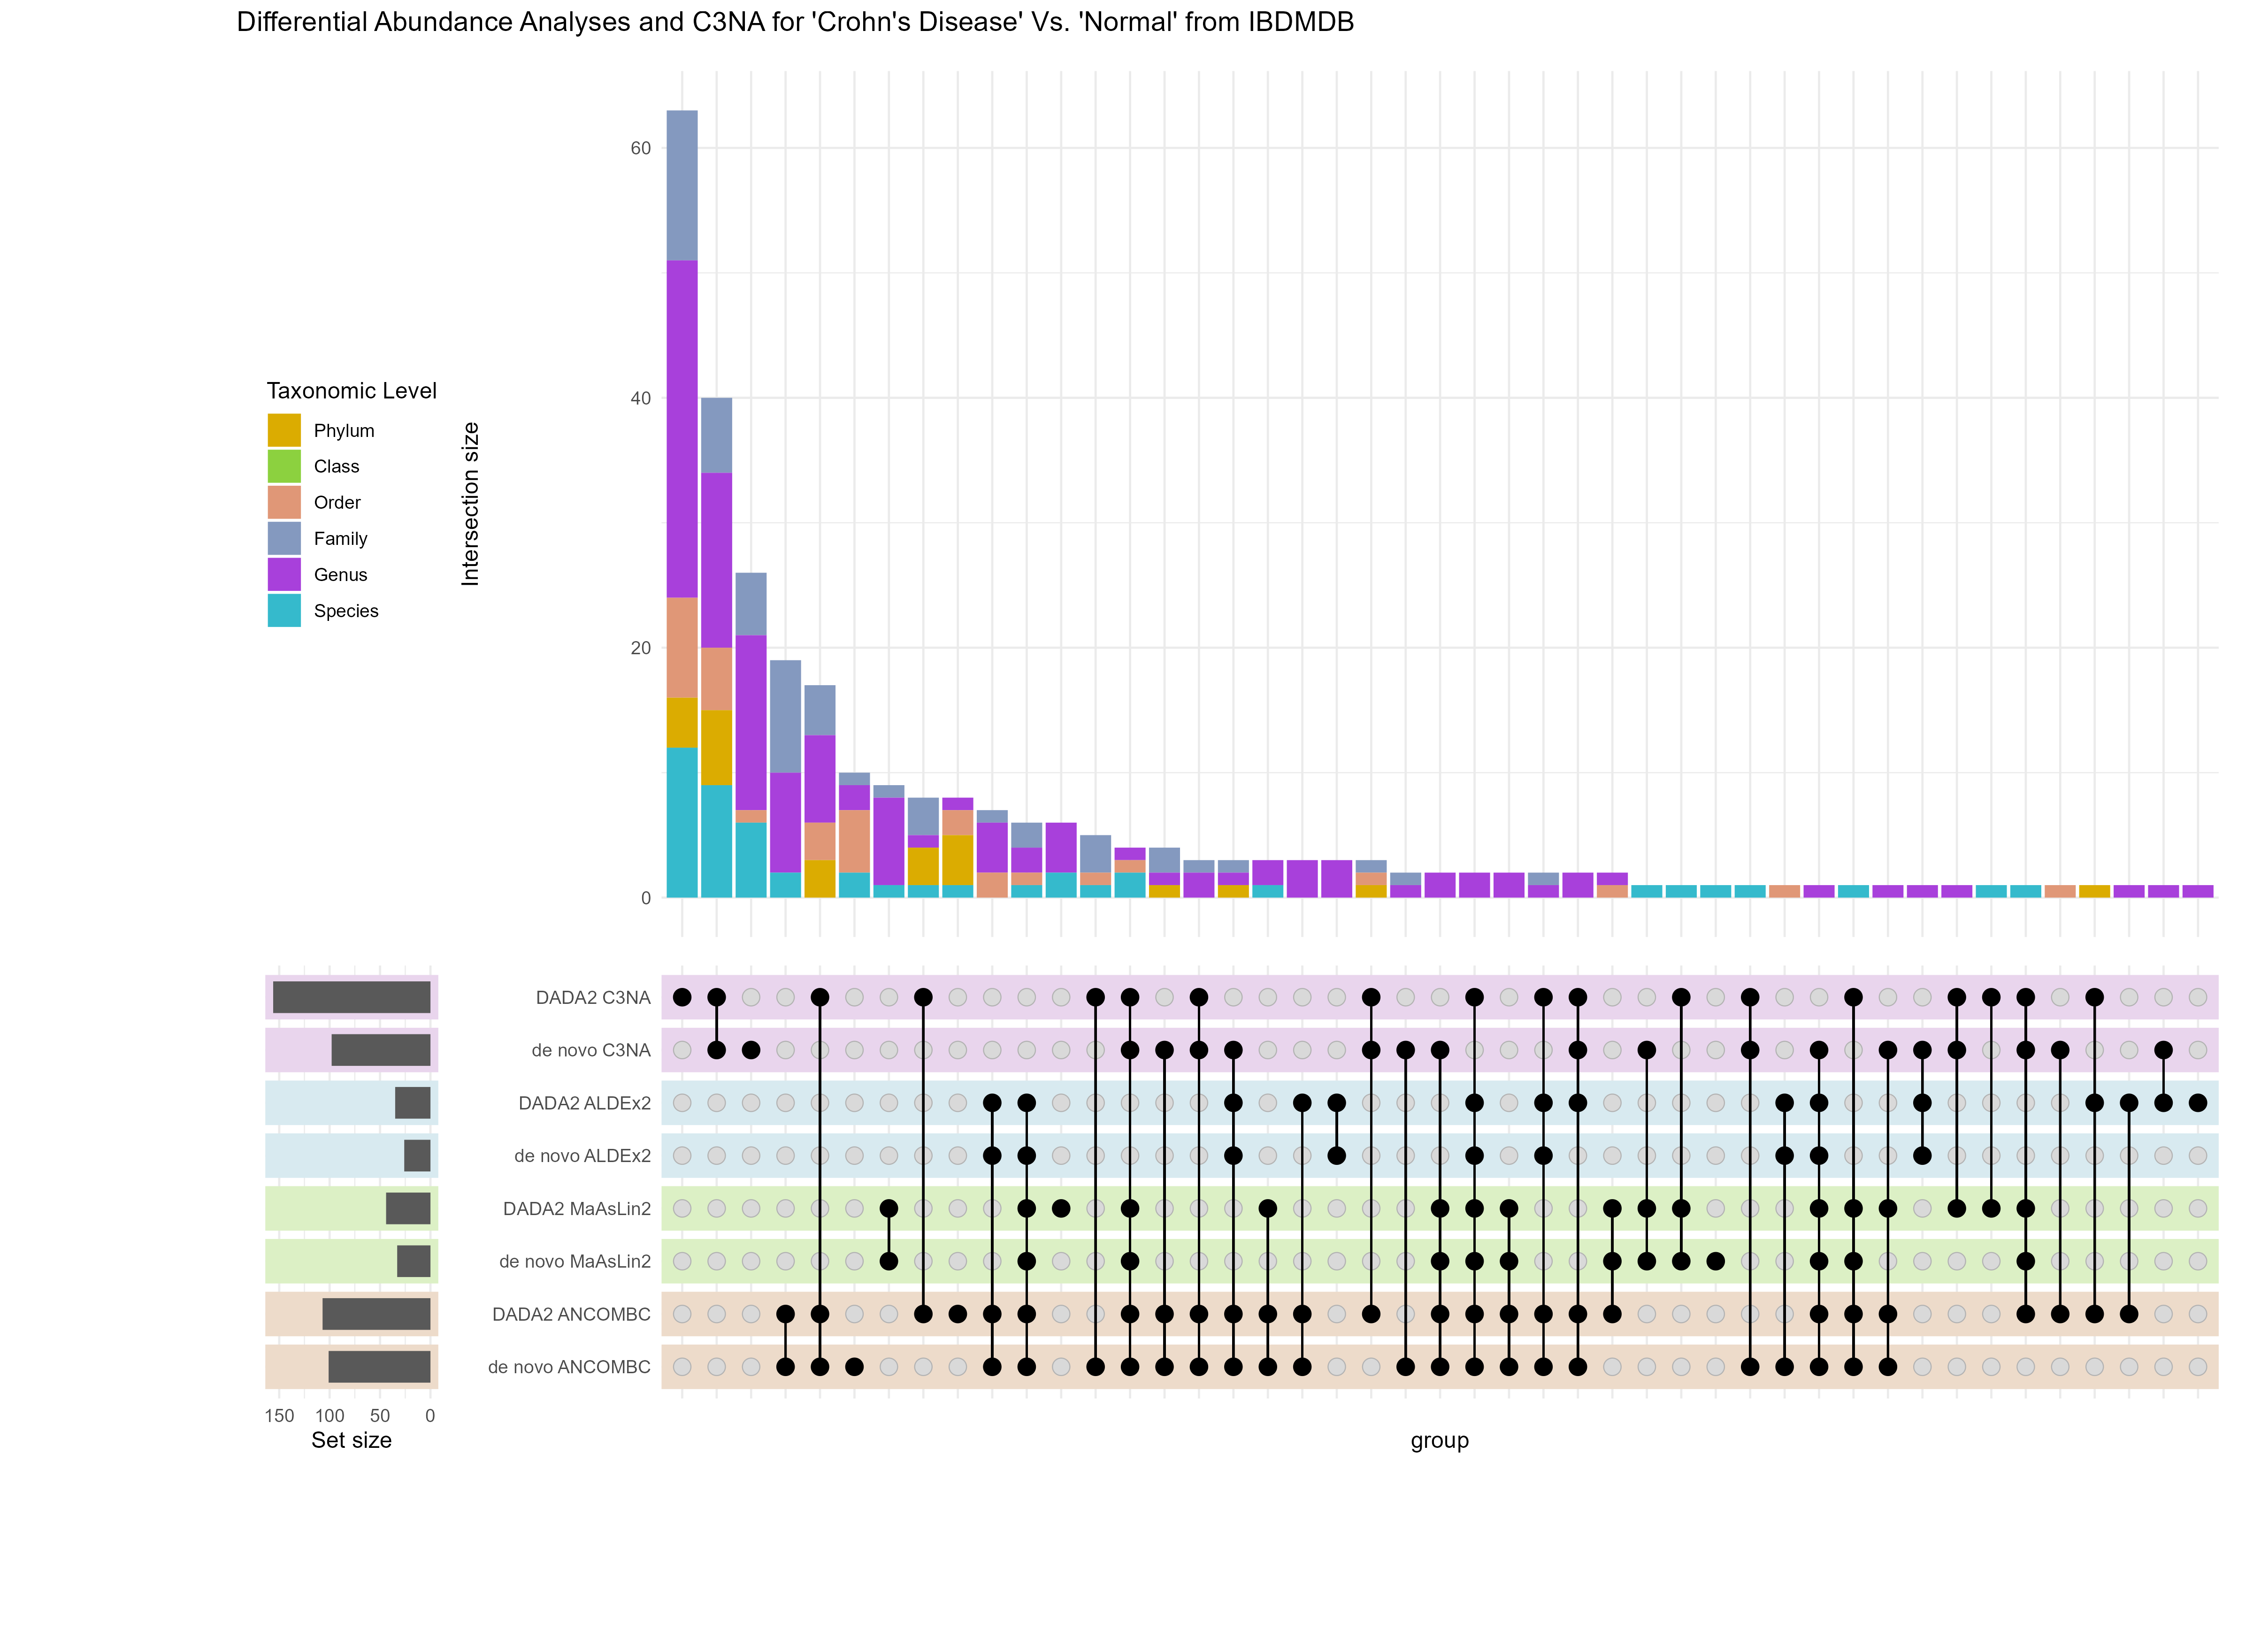 Differential Abundance Analyses and C3NA for 'Crohn's Disease' Vs. 'Normal' from IBDMDB
60
40
20
0
Intersection size
Taxonomic Level
Phylum
Class
Order
Family
Genus
Species
DADA2 C3NA
de novo C3NA
DADA2 ALDEx2
de novo ALDEx2
DADA2 MaAsLin2
de novo MaAsLin2
DADA2 ANCOMBC
de novo ANCOMBC
150 100 50 0
Set size
group